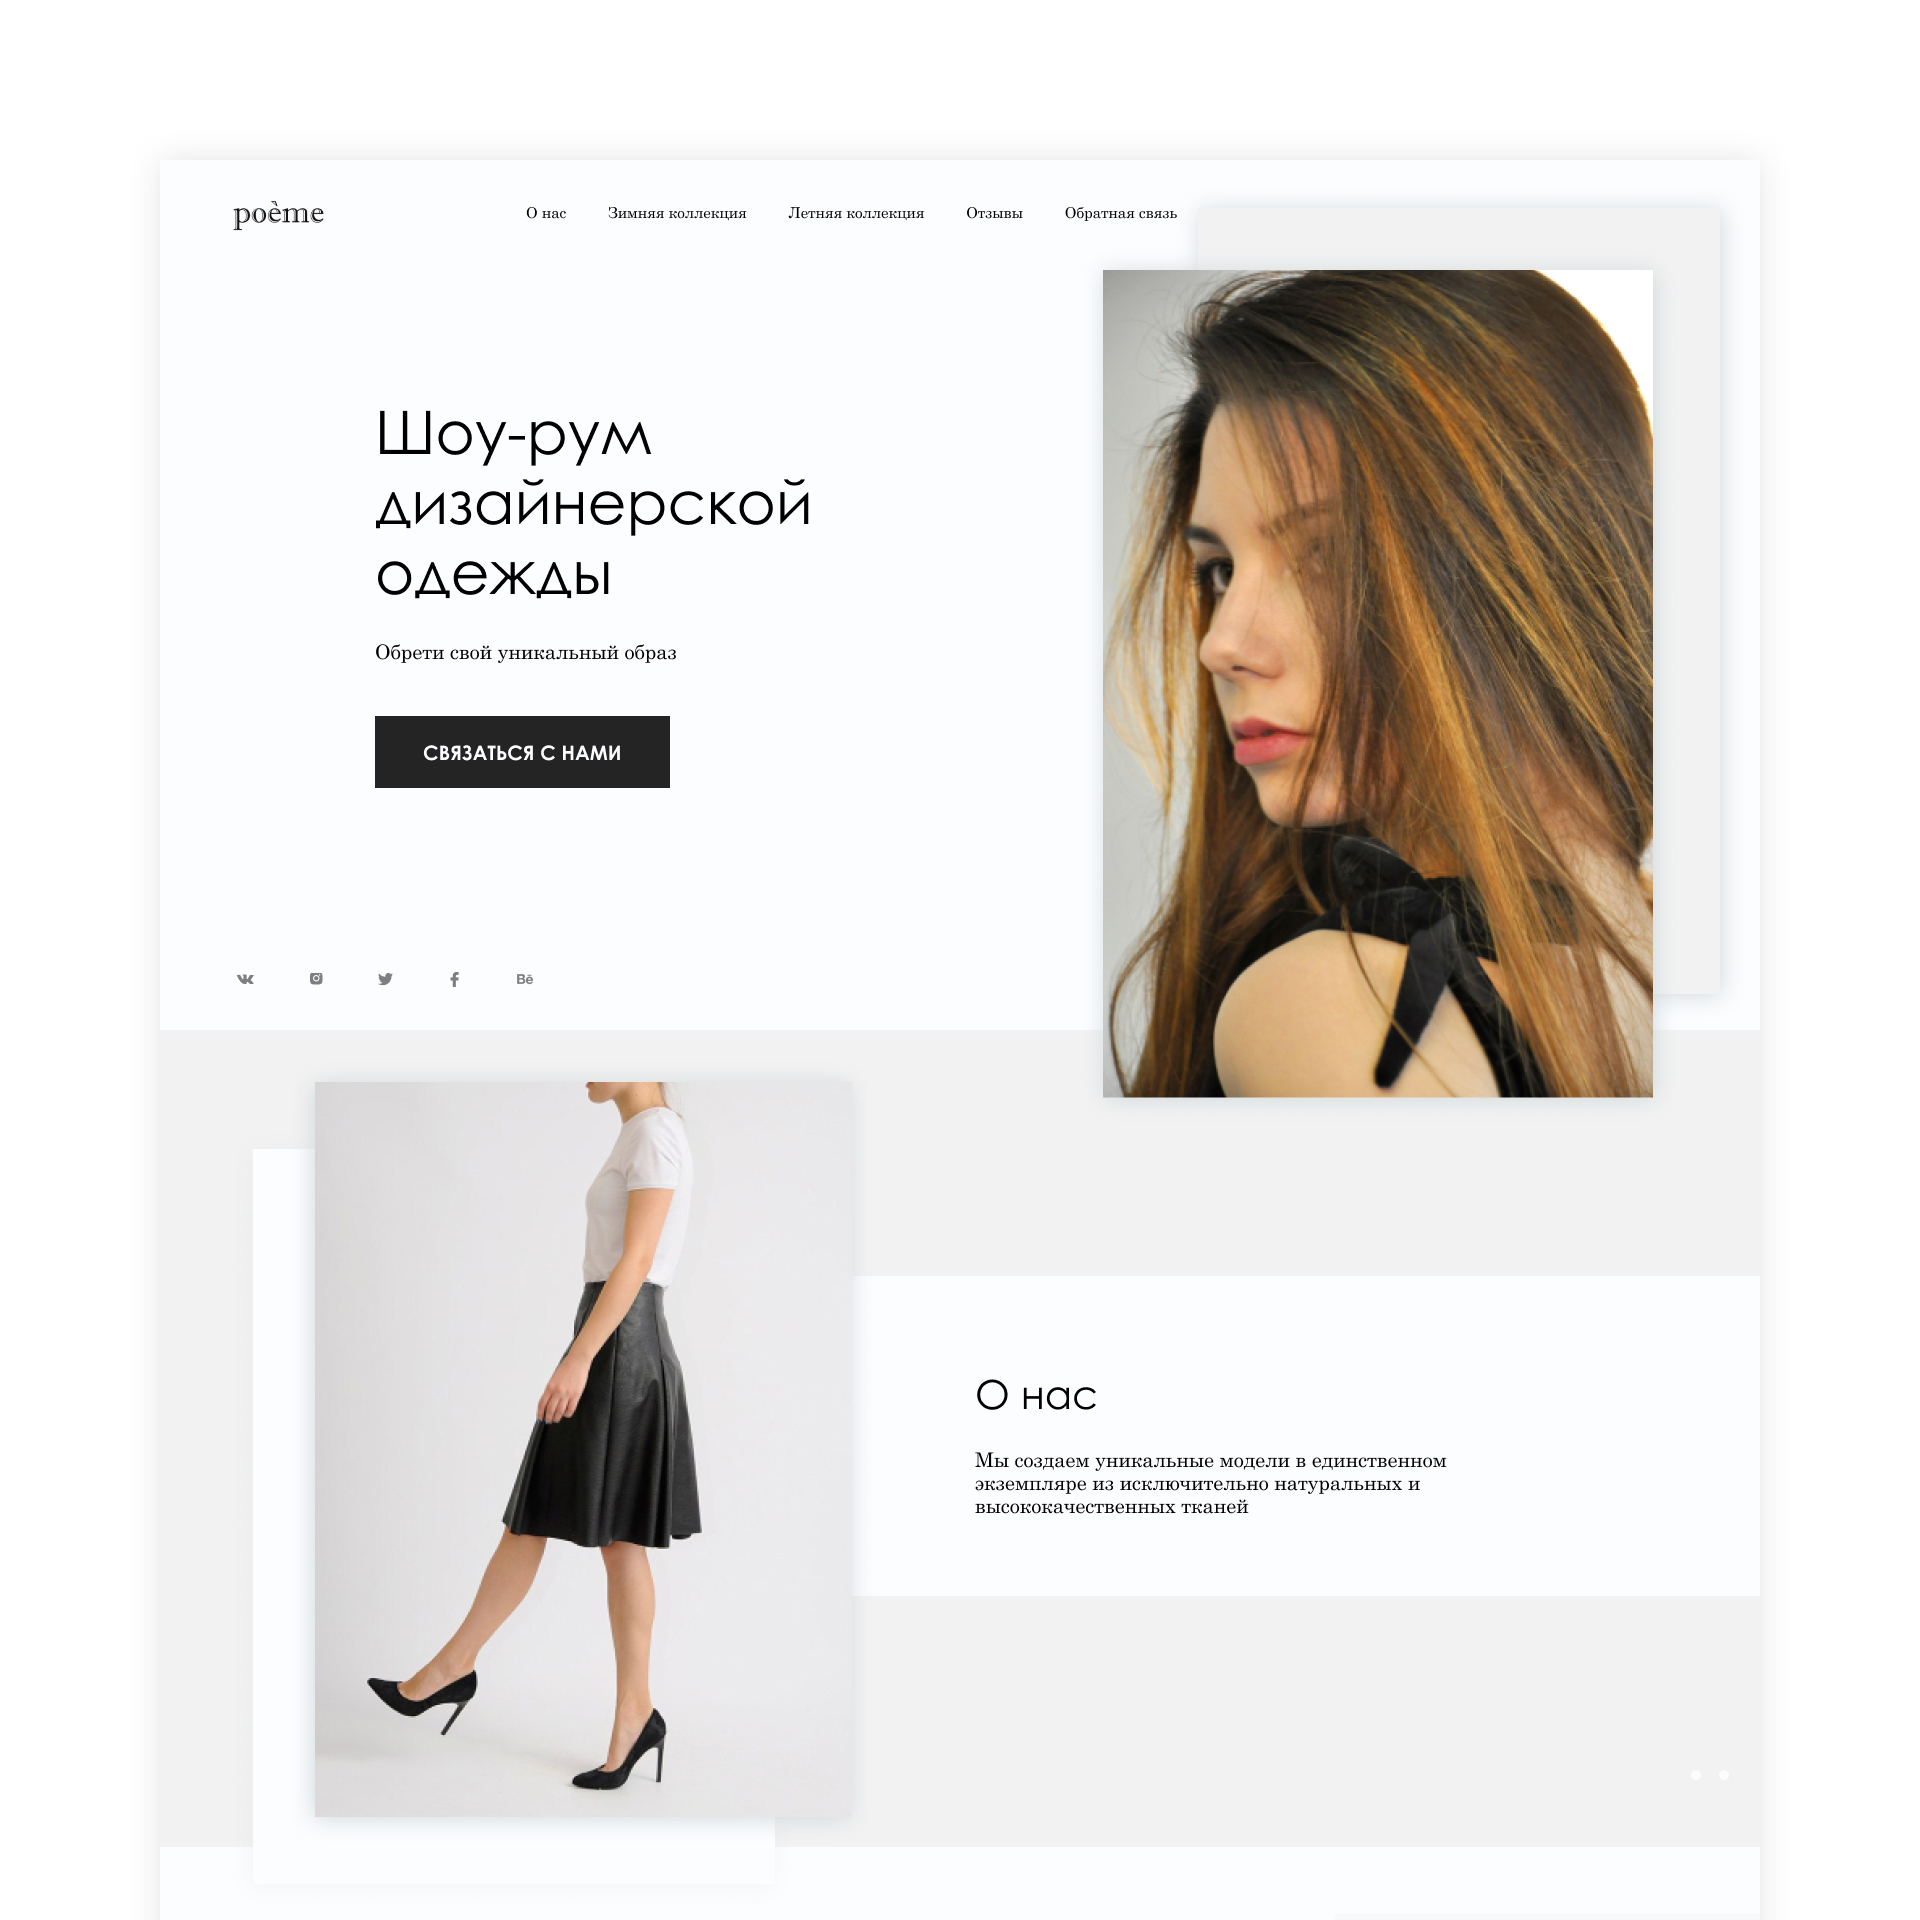 poème
О нас
Зимняя коллекция
Летняя коллекция
Отзывы
Обратная связь
Шоу-рум
дизайнерской
одежды
Обрети свой уникальный образ
СВЯЗАТЬСЯ С НАМИ
Bē
О нас
Мы создаем уникальные модели в единственном
экземпляре из исключительно натуральных и
высококачественных тканей